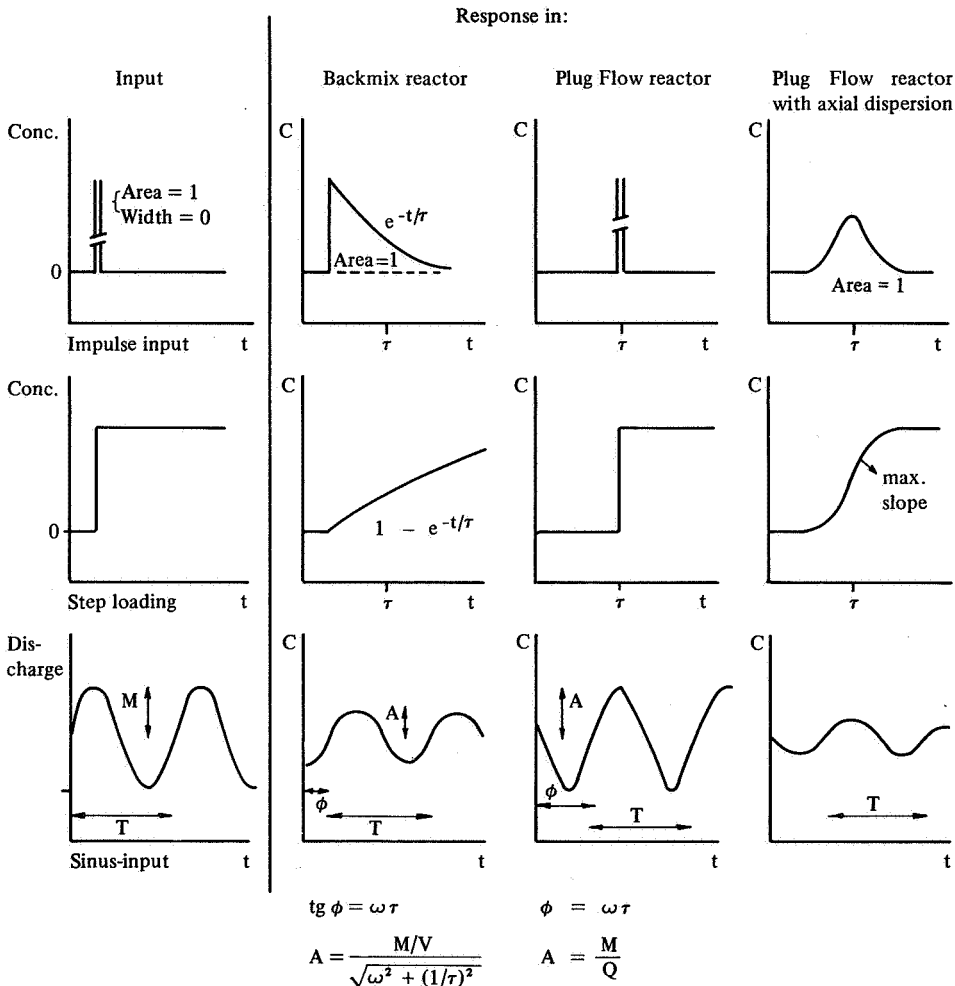 Response in:
Input
Backmix reactor
Plug Flow reactor
Plug Flow reactor
with axial dispersion
Conc.
Area = 1
Width = 0
0
Impulse input
t
C
e^{-t/τ}
Area=1
τ
t
C
τ
t
C
Area = 1
τ
t
Conc.
0
Step loading
t
C
1 − e^{-t/τ}
τ
t
C
τ
t
C
max.
slope
τ
t
Dis-
charge
M
T
Sinus-input
t
C
A
ϕ
T
t
C
A
ϕ
T
t
C
T
t
tg ϕ = ω τ
ϕ = ω τ
A = M/V / √ω² + (1/τ)²
A = M / Q